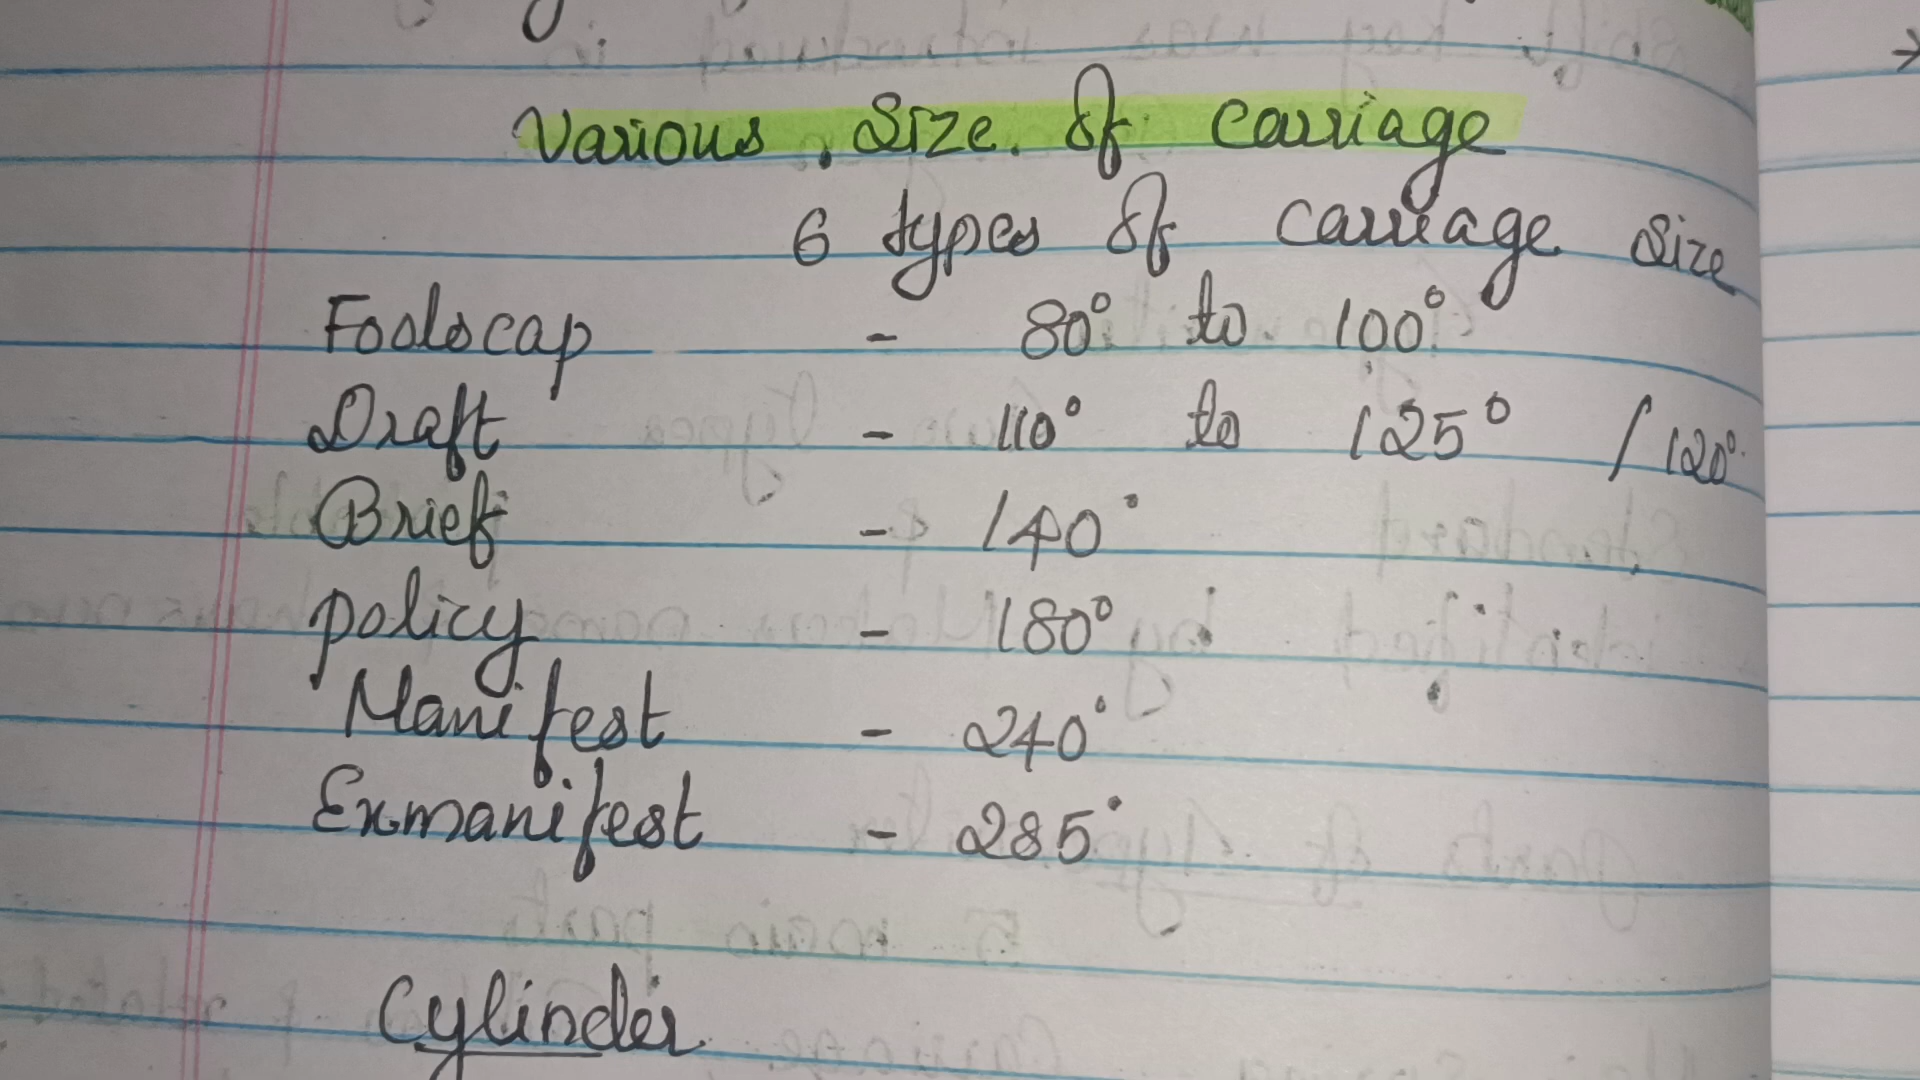 Various Size of carriage
6 types of carriage size
Foolscap - 80° to 100°
Draft - 110° to 125° / 120°
Brief - 140°
policy - 180°
Manifest - 240°
Exmanifest - 285°
Cylinder